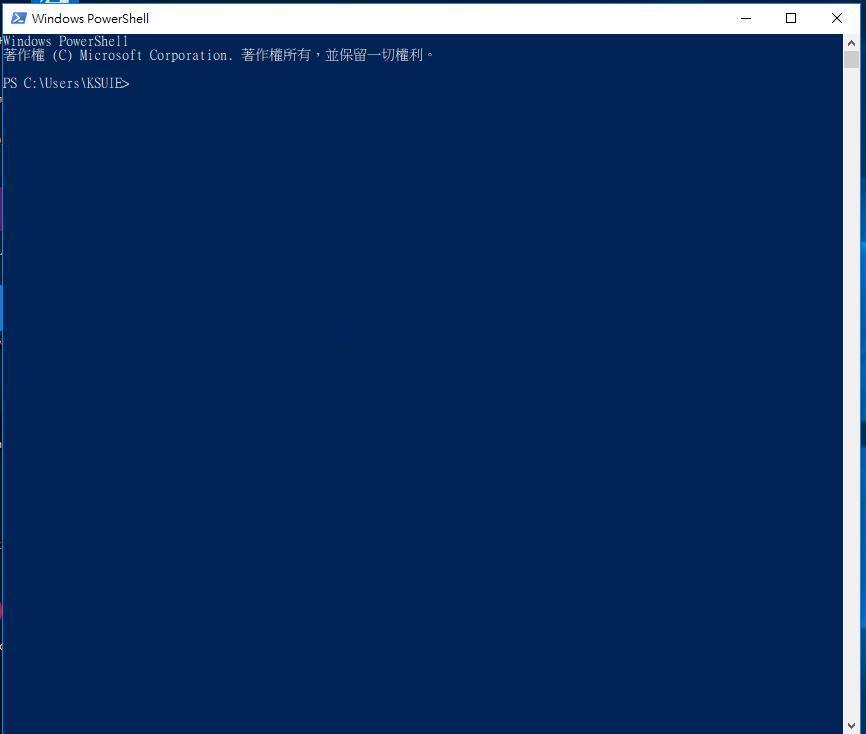 Windows PowerShell
Windows PowerShell
著作權 (C) Microsoft Corporation. 著作權所有，並保留一切權利。
PS C:\Users\KSUIE>